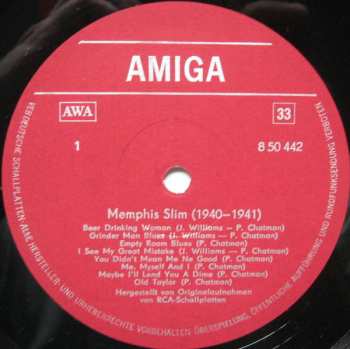 AMIGA
AWA
33
1
8 50 442
Memphis Slim (1940—1941)
Beer Drinking Woman (J. Williams — P. Chatman)
Grinder Man Blues (J. Williams — P. Chatman)
Empty Room Blues (P. Chatman)
I See My Great Mistake (J. Williams — P. Chatman)
You Didn't Mean Me No Good (P. Chatman)
Me, Myself And I (P. Chatman)
Maybe I'll Lend You A Dime (P. Chatman)
Old Taylor (P. Chatman)
Hergestellt von Originalaufnahmen
von RCA-Schallplatten
VEB DEUTSCHE SCHALLPLATTEN ALLE HERSTELLER- UND URHEBERRECHTE VORBEHALTEN ÜBERSPIELUNG, ÖFFENTLICHE AUFFÜHRUNG UND RUNDFUNKSENDUNG VERBOTEN